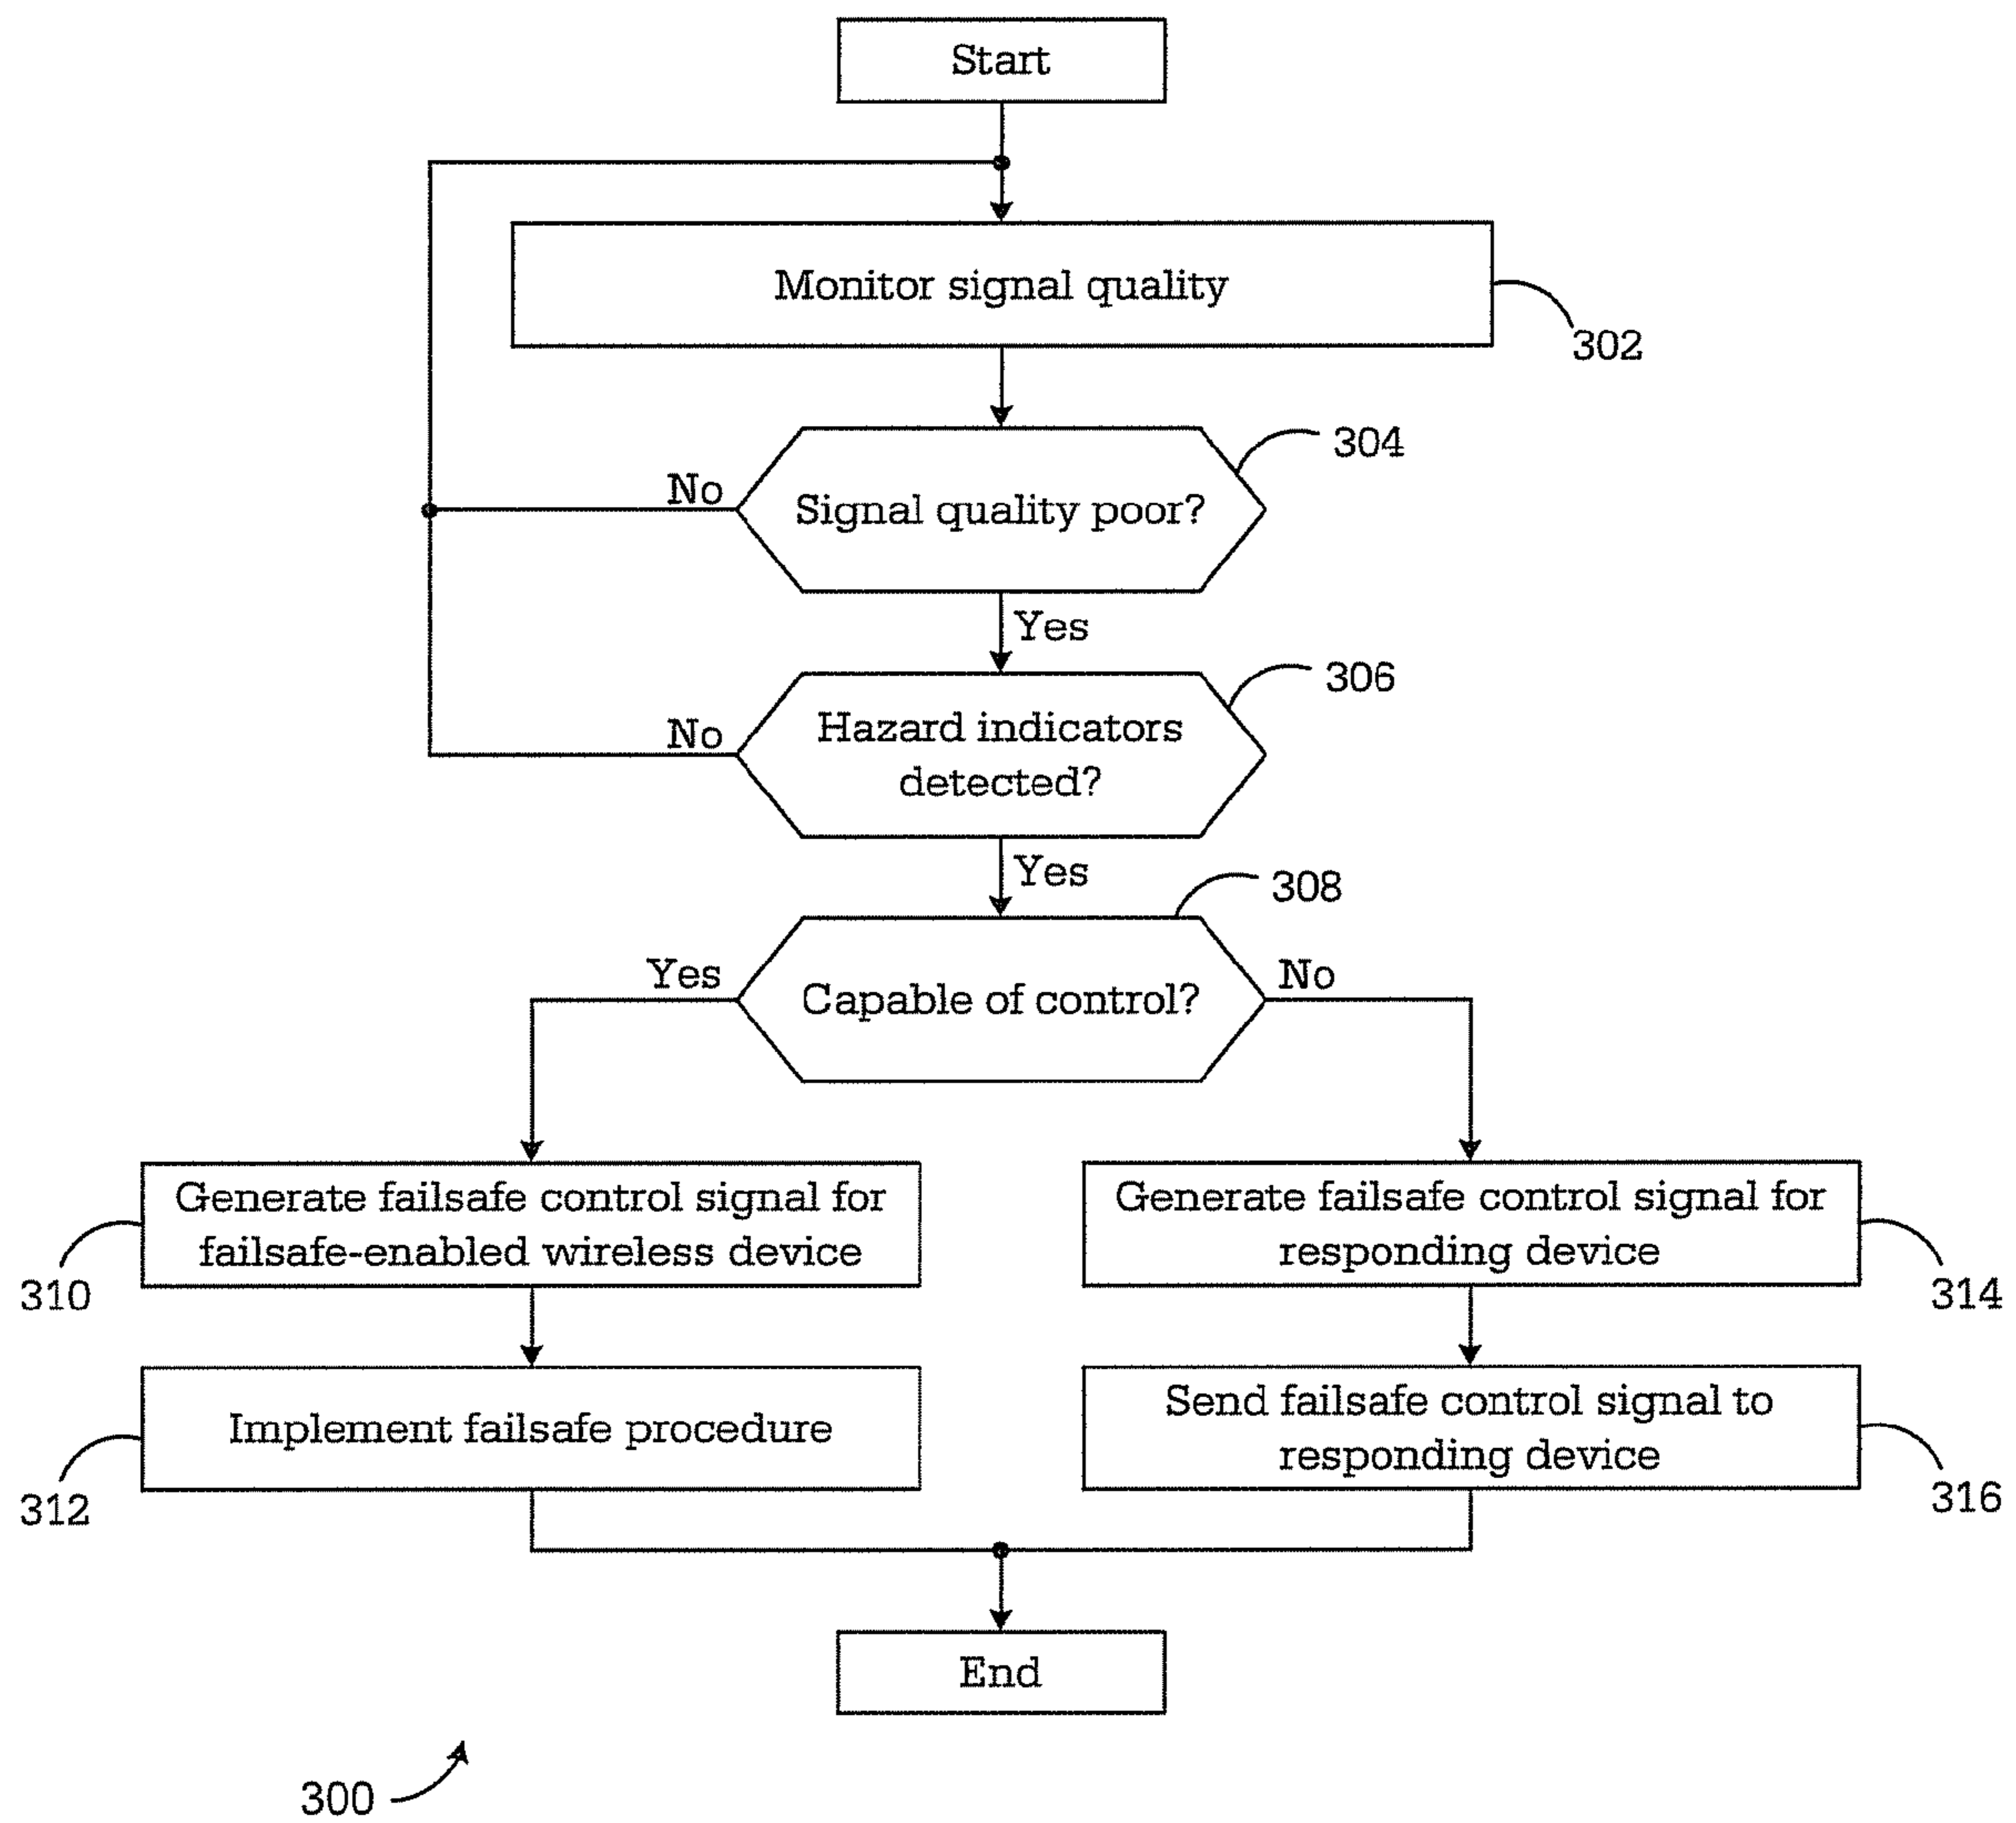 Start
Monitor signal quality
302
304
No
Signal quality poor?
Yes
306
No
Hazard indicators
detected?
Yes
308
Yes
No
Capable of control?
Generate failsafe control signal for
failsafe-enabled wireless device
310
Generate failsafe control signal for
responding device
314
Implement failsafe procedure
312
Send failsafe control signal to
responding device
316
End
300